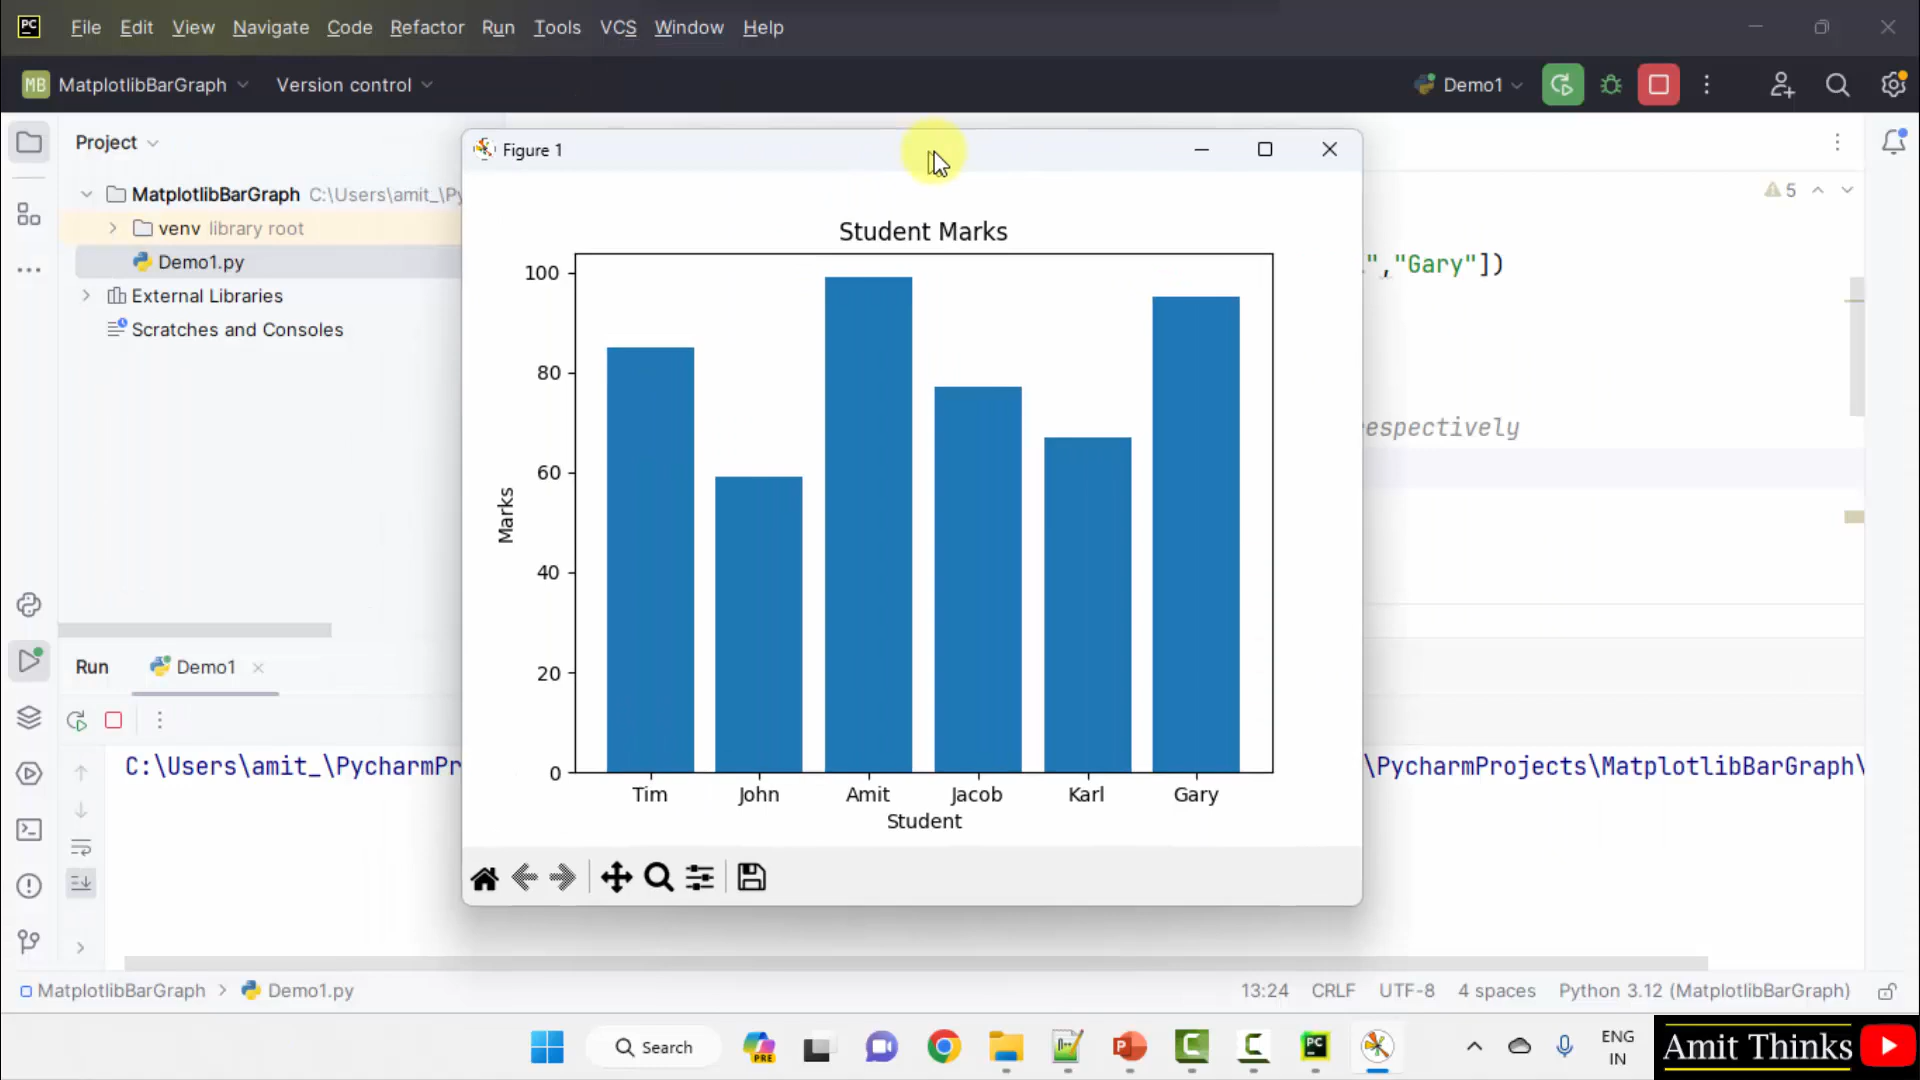 PC File Edit View Navigate Code Refactor Run Tools VCS Window Help
MB MatplotlibBarGraph Version control Demo1
Project
MatplotlibBarGraph C:\Users\amit_\Py
venv library root
Demo1.py
External Libraries
Scratches and Consoles
5
","Gary"])
espectively
Figure 1
Student Marks
100
80
60
40
20
0
Marks
Tim John Amit Jacob Karl Gary
Student
Run Demo1
C:\Users\amit_\PycharmPr
\PycharmProjects\MatplotlibBarGraph\
MatplotlibBarGraph > Demo1.py 13:24 CRLF UTF-8 4 spaces Python 3.12 (MatplotlibBarGraph)
Search PRE PC ENG
IN
Amit Thinks